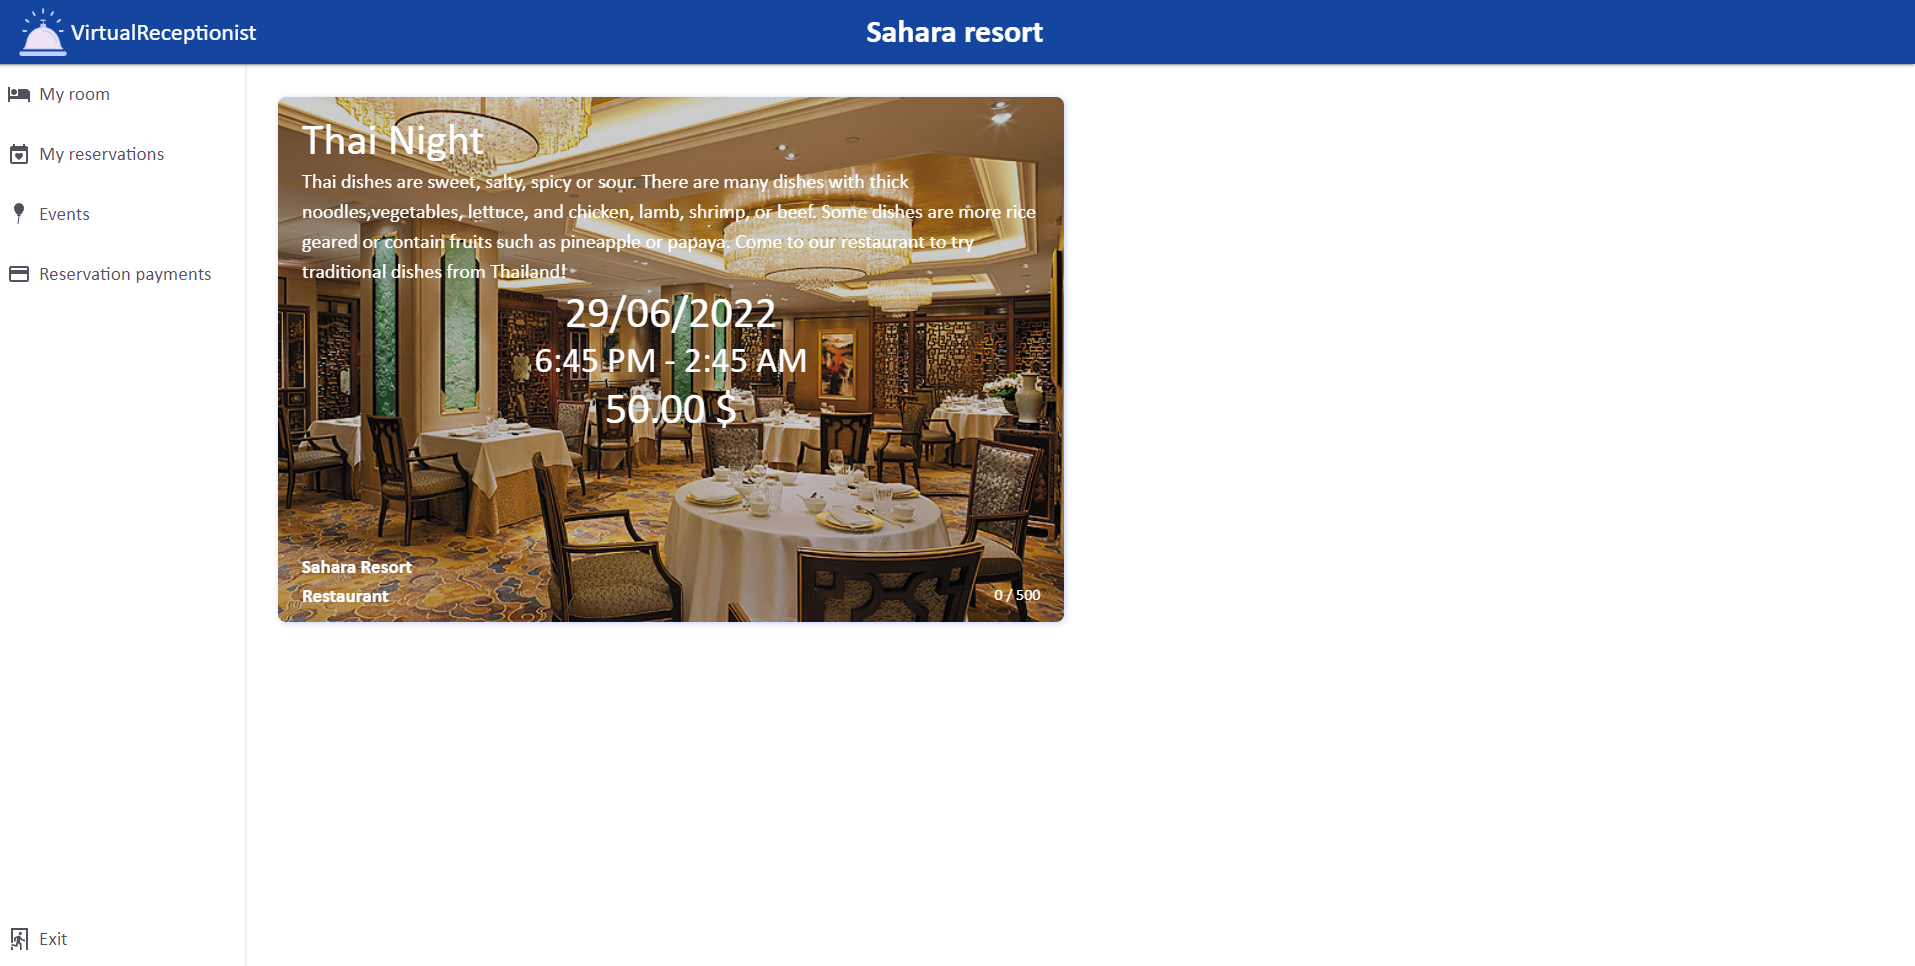 VirtualReceptionist
Sahara resort
My room
My reservations
Events
Reservation payments
Exit
Thai Night
Thai dishes are sweet, salty, spicy or sour. There are many dishes with thick
noodles,vegetables, lettuce, and chicken, lamb, shrimp, or beef. Some dishes are more rice
geared or contain fruits such as pineapple or papaya. Come to our restaurant to try
traditional dishes from Thailand!
29/06/2022
6:45 PM - 2:45 AM
50.00 $
Sahara Resort
Restaurant
0 / 500